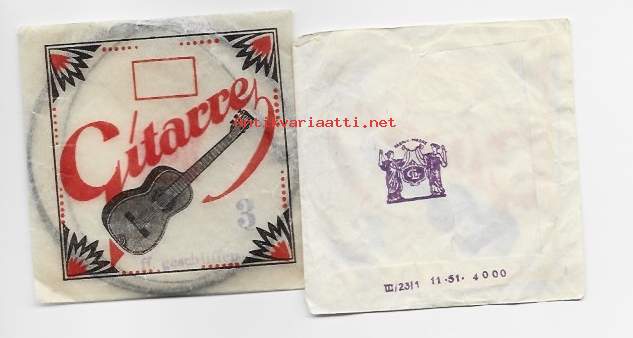 Gitarre
3
ff geschliffen
Antikvariaatti.net
III/23/1 11·51· 4000